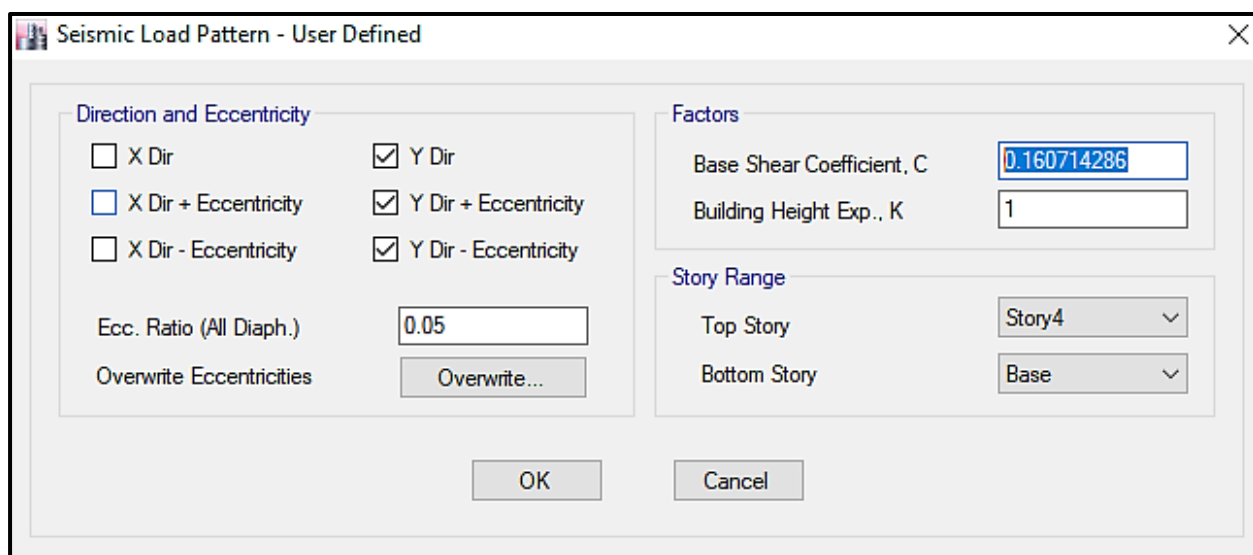 Seismic Load Pattern - User Defined
Direction and Eccentricity
X Dir
Y Dir
X Dir + Eccentricity
Y Dir + Eccentricity
X Dir - Eccentricity
Y Dir - Eccentricity
Ecc. Ratio (All Diaph.)
0.05
Overwrite Eccentricities
Overwrite...
Factors
Base Shear Coefficient, C
0.160714286
Building Height Exp., K
1
Story Range
Top Story
Story4
Bottom Story
Base
OK
Cancel